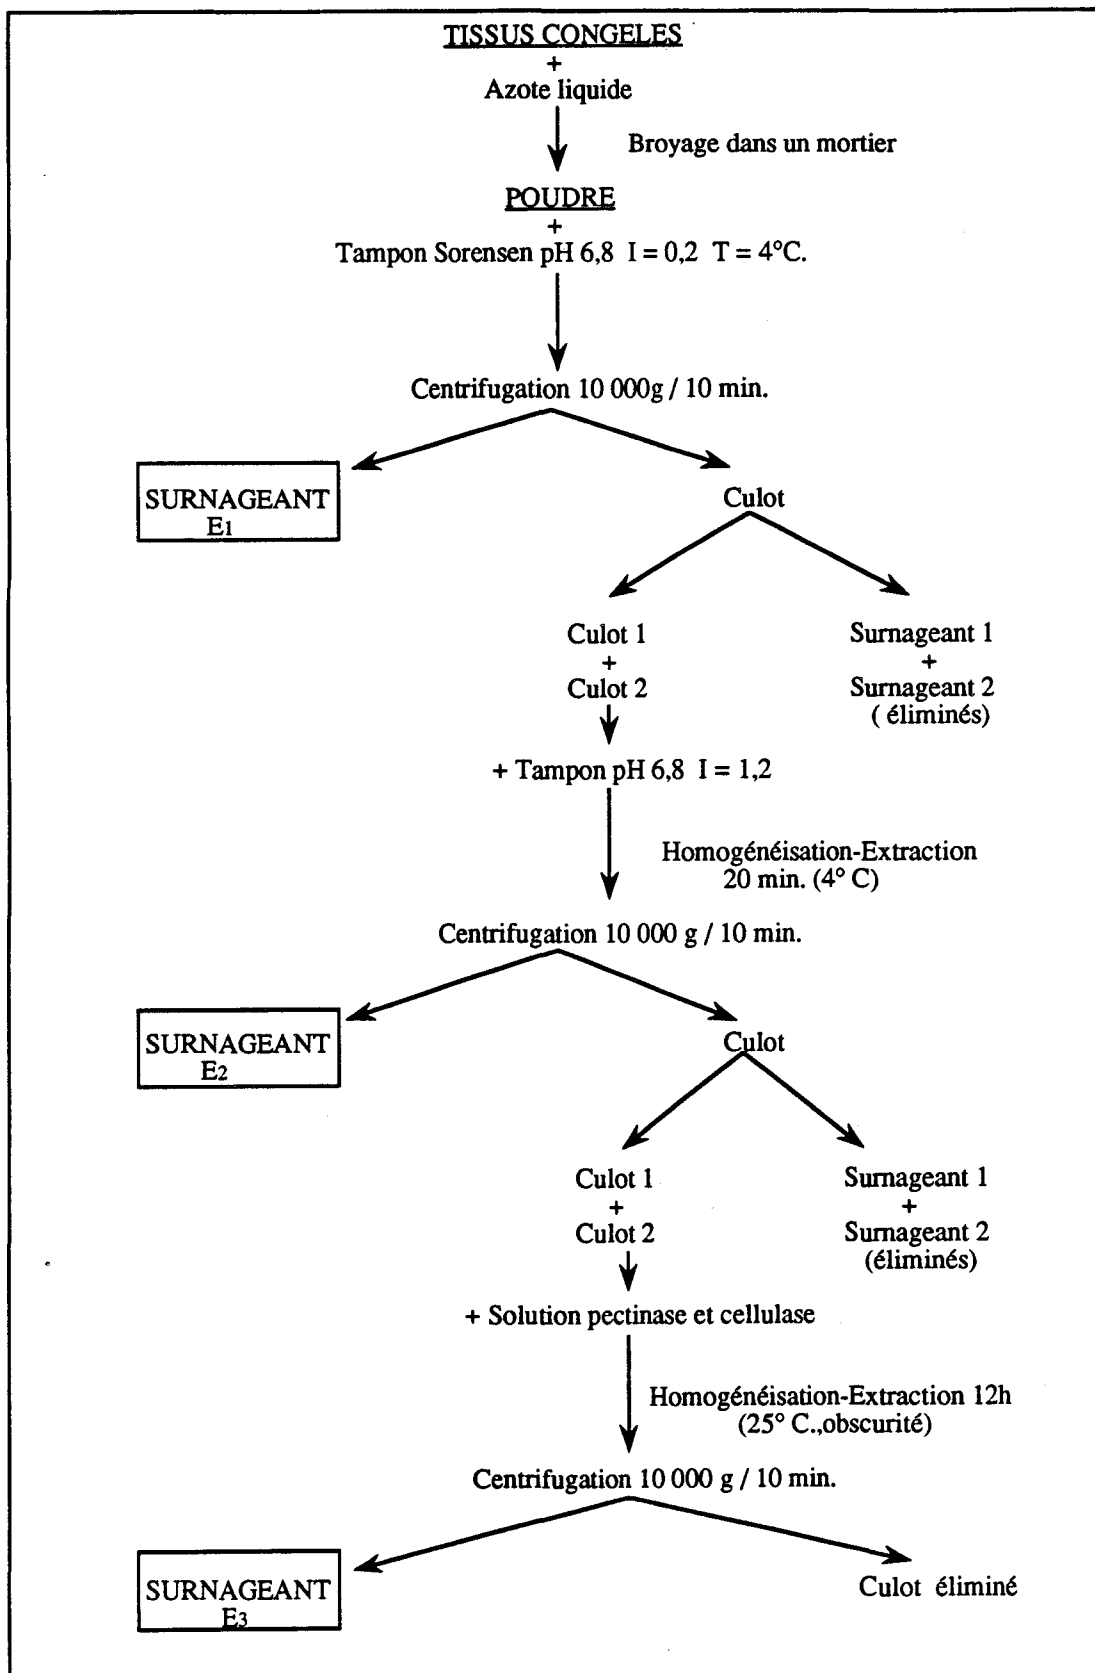 TISSUS CONGELES
+
Azote liquide
Broyage dans un mortier
POUDRE
+
Tampon Sorensen pH 6,8 I = 0,2 T = 4°C.
Centrifugation 10 000g / 10 min.
SURNAGEANT
E1
Culot
Culot 1
+
Culot 2
Surnageant 1
+
Surnageant 2
( éliminés)
+ Tampon pH 6,8 I = 1,2
Homogénéisation-Extraction
20 min. (4° C)
Centrifugation 10 000 g / 10 min.
SURNAGEANT
E2
Culot
Culot 1
+
Culot 2
Surnageant 1
+
Surnageant 2
(éliminés)
+ Solution pectinase et cellulase
Homogénéisation-Extraction 12h
(25° C.,obscurité)
Centrifugation 10 000 g / 10 min.
SURNAGEANT
E3
Culot éliminé